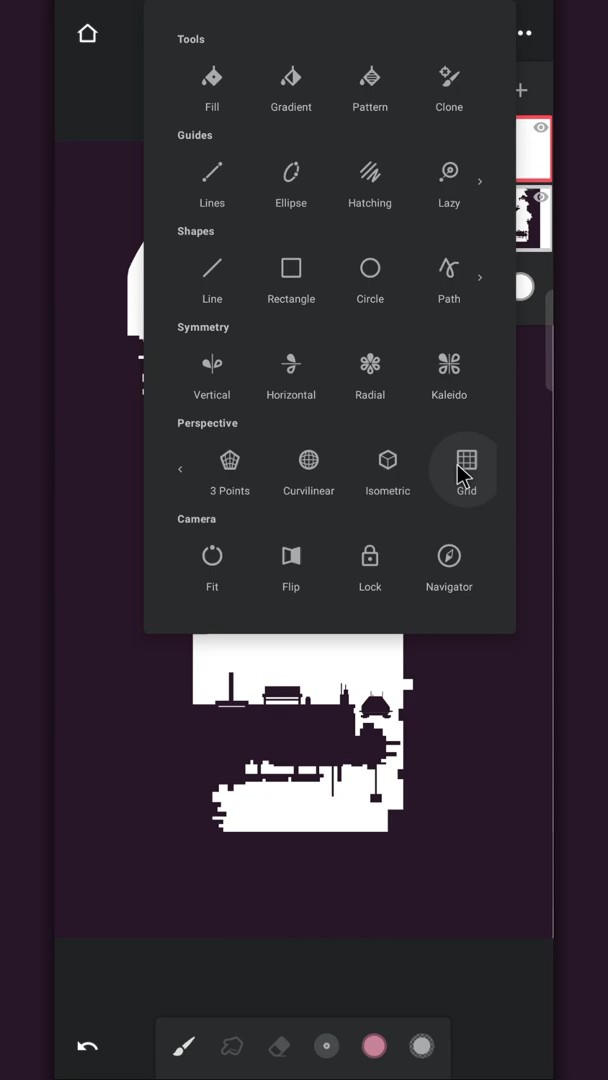 Tools
Fill Gradient Pattern Clone
Guides
Lines Ellipse Hatching Lazy
Shapes
Line Rectangle Circle Path
Symmetry
Vertical Horizontal Radial Kaleido
Perspective
3 Points Curvilinear Isometric Grid
Camera
Fit Flip Lock Navigator